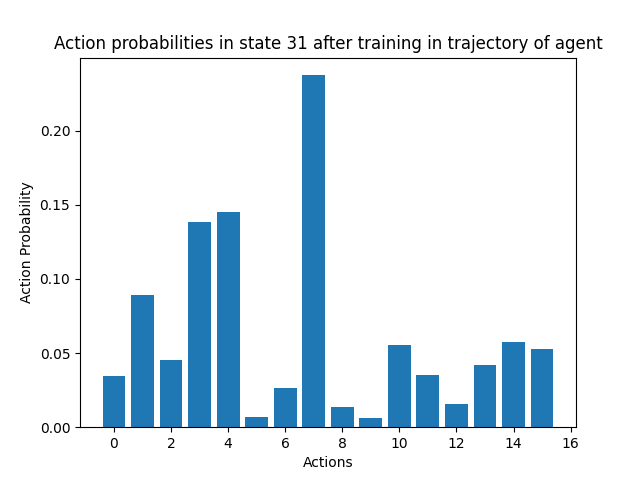 Action probabilities in state 31 after training in trajectory of agent
0.20
0.15
0.10
0.05
0.00
Action Probability
0 2 4 6 8 10 12 14 16
Actions